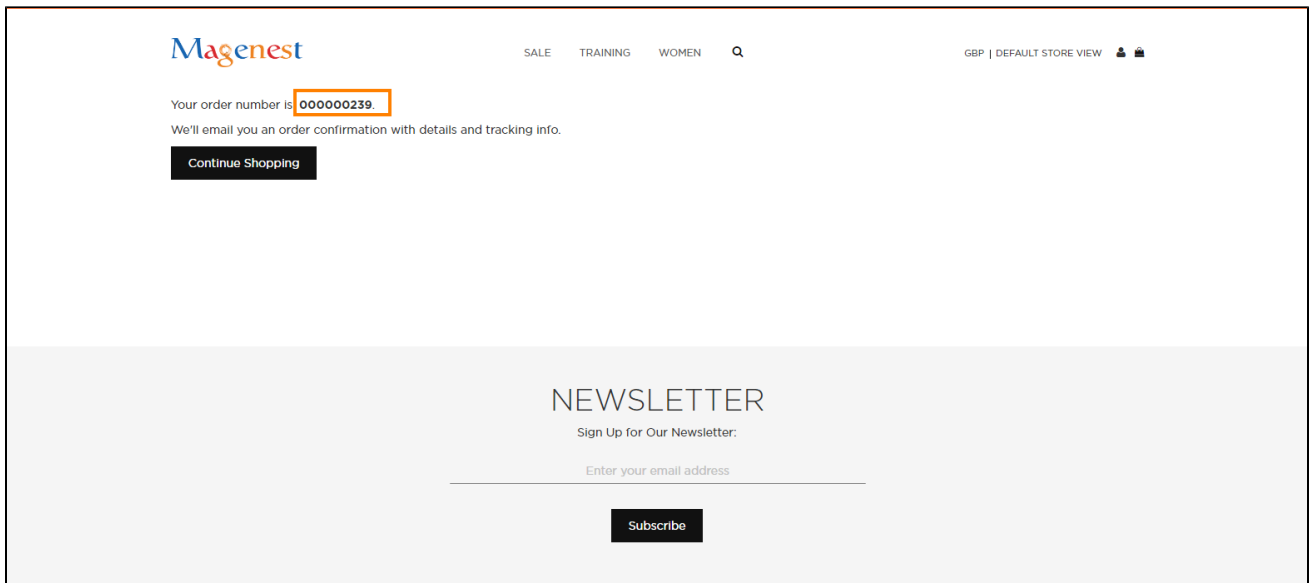 Magenest
SALE TRAINING WOMEN
GBP | DEFAULT STORE VIEW
Your order number is 000000239.
We'll email you an order confirmation with details and tracking info.
Continue Shopping
NEWSLETTER
Sign Up for Our Newsletter:
Enter your email address
Subscribe